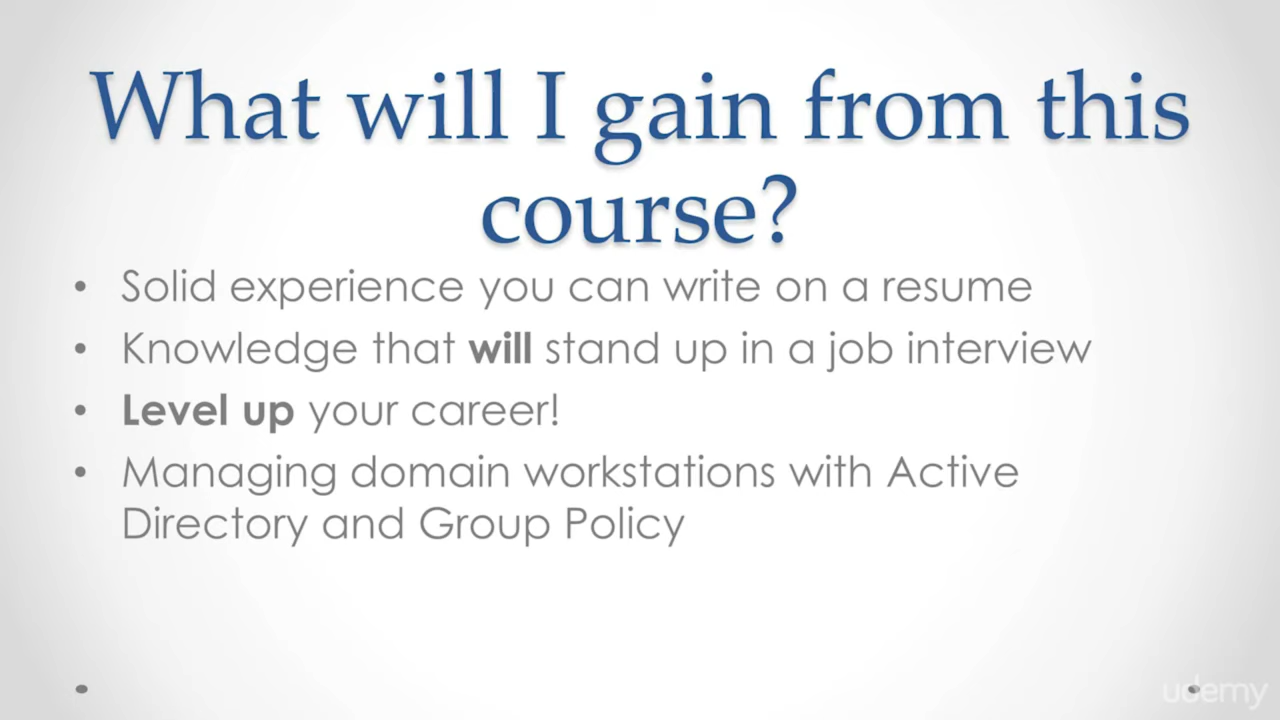 What will I gain from this
course?
• Solid experience you can write on a resume
• Knowledge that will stand up in a job interview
• Level up your career!
• Managing domain workstations with Active
Directory and Group Policy
udemy